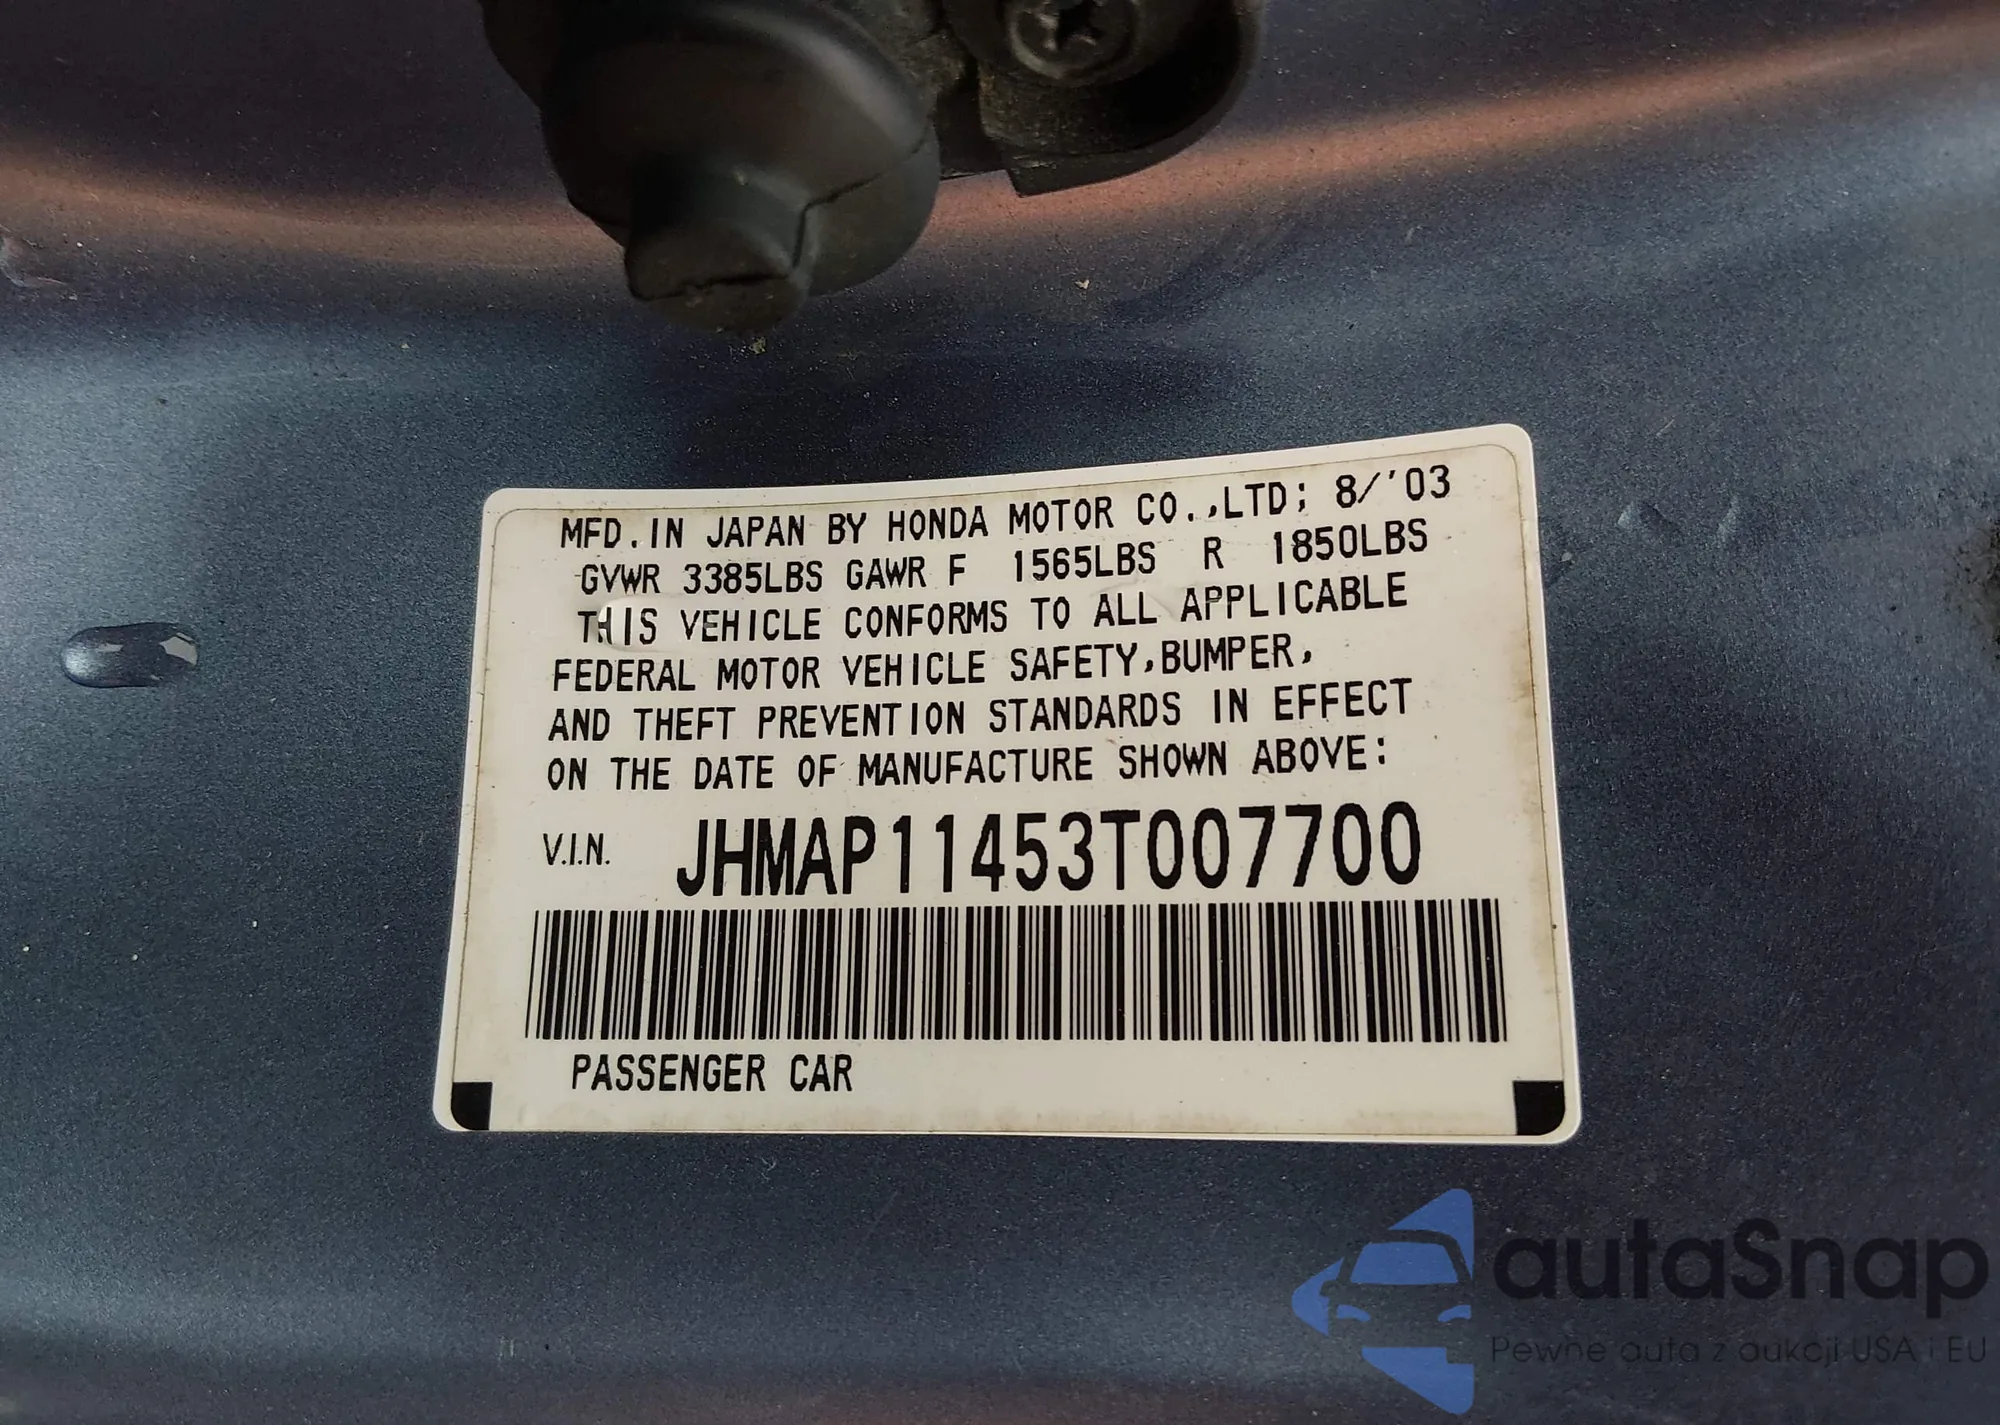 MFD. IN JAPAN BY HONDA MOTOR CO.,LTD; 8/'03
GVWR 3385LBS GAWR F 1565LBS R 1850LBS
THIS VEHICLE CONFORMS TO ALL APPLICABLE
FEDERAL MOTOR VEHICLE SAFETY,BUMPER,
AND THEFT PREVENTION STANDARDS IN EFFECT
ON THE DATE OF MANUFACTURE SHOWN ABOVE:
V.I.N. JHMAP11453T007700
PASSENGER CAR
autaSnap
Pewne auta z aukcji USA i EU